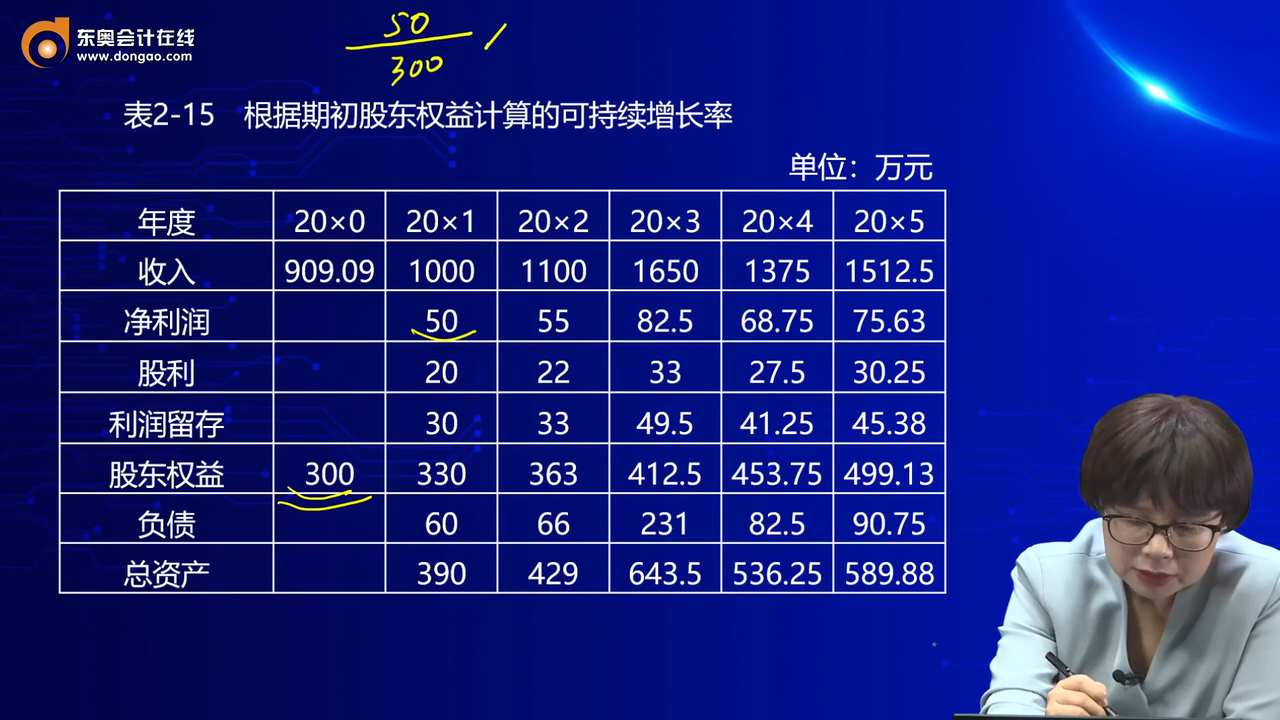 东奥会计在线
www.dongao.com
50
300
表2-15 根据期初股东权益计算的可持续增长率
单位：万元
年度 20×0 20×1 20×2 20×3 20×4 20×5
收入 909.09 1000 1100 1650 1375 1512.5
净利润 50 55 82.5 68.75 75.63
股利 20 22 33 27.5 30.25
利润留存 30 33 49.5 41.25 45.38
股东权益 300 330 363 412.5 453.75 499.13
负债 60 66 231 82.5 90.75
总资产 390 429 643.5 536.25 589.88